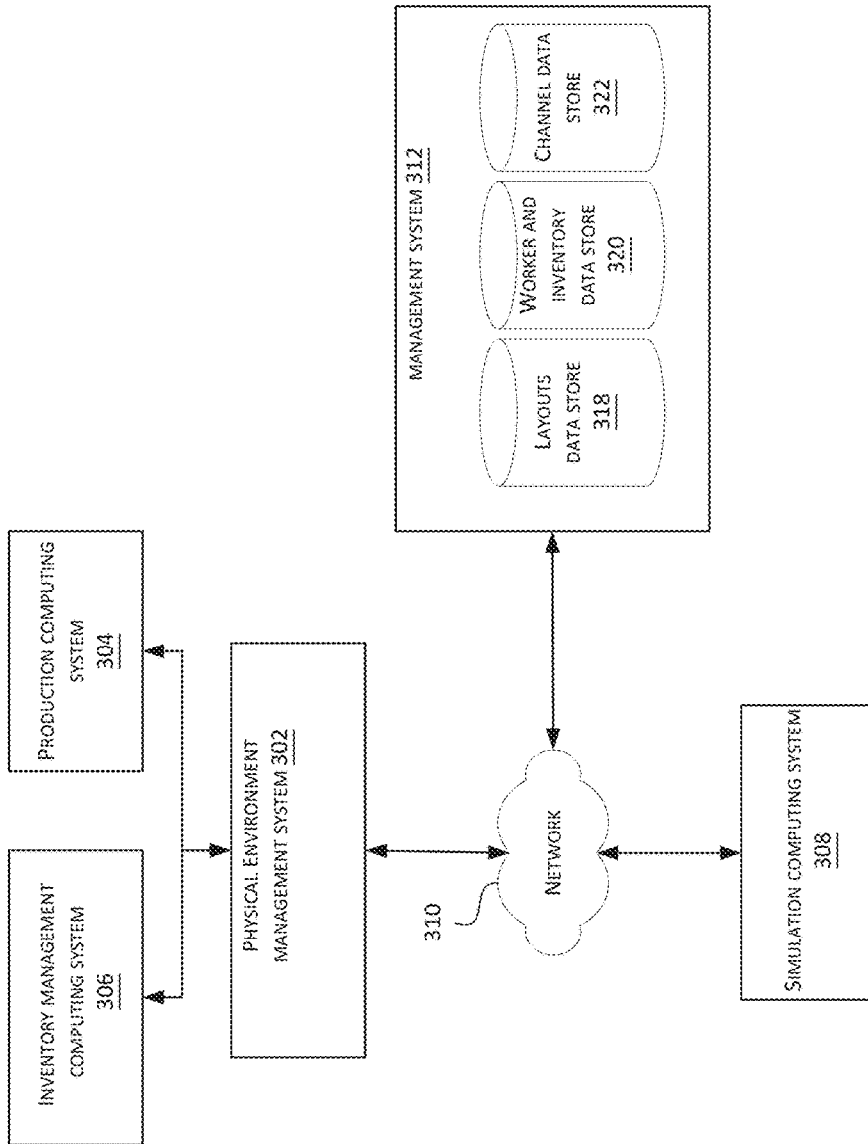 INVENTORY MANAGEMENT
COMPUTING SYSTEM
306
PRODUCTION COMPUTING
SYSTEM
304
PHYSICAL ENVIRONMENT
MANAGEMENT SYSTEM 302
310
NETWORK
SIMULATION COMPUTING SYSTEM
308
MANAGEMENT SYSTEM 312
LAYOUTS
DATA STORE
318
WORKER AND
INVENTORY
DATA STORE
320
CHANNEL DATA
STORE
322